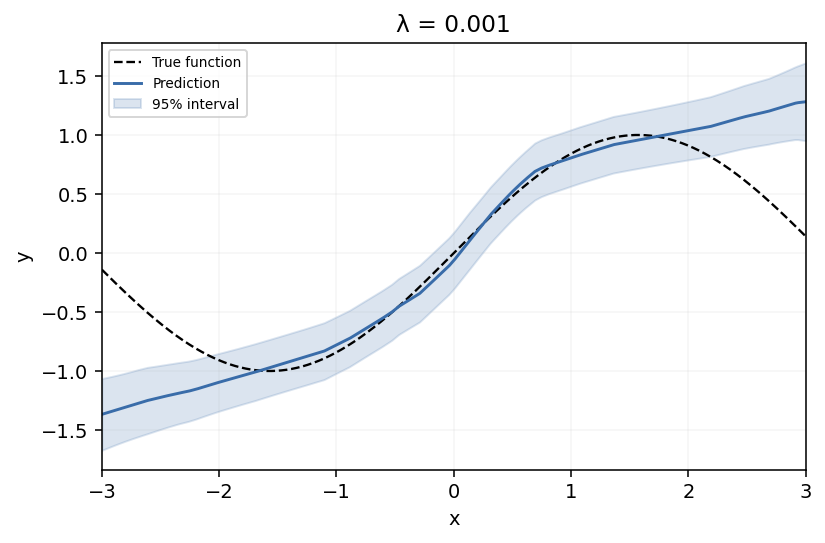 λ = 0.001
True function
Prediction
95% interval
y
1.5
1.0
0.5
0.0
−0.5
−1.0
−1.5
−3 −2 −1 0 1 2 3
x